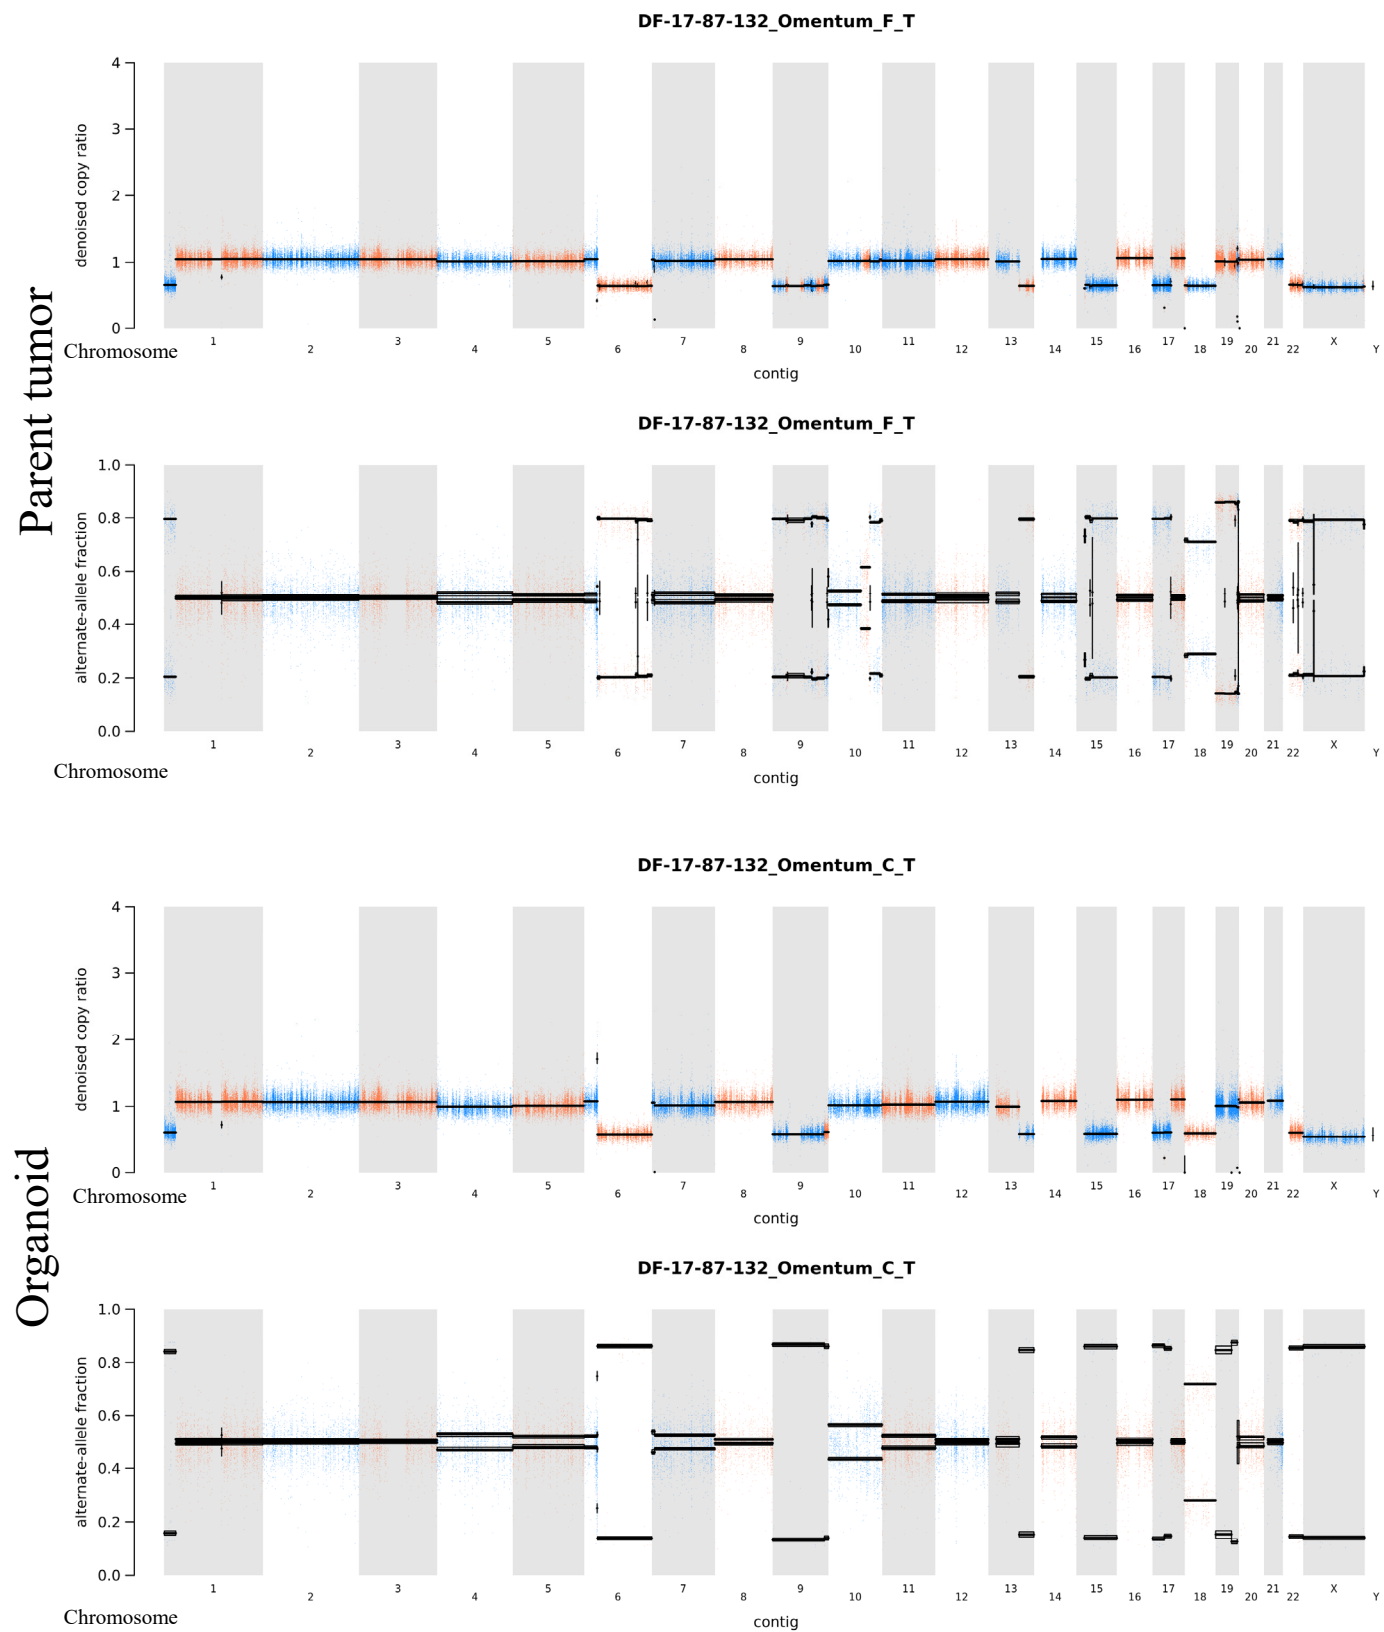 Parent tumor
DF-17-87-132_Omentum_F_T
denoised copy ratio
4
3
2
1
0
1 2 3 4 5 6 7 8 9 10 11 12 13 14 15 16 17 18 19 20 21 22 X Y
Chromosome
contig
DF-17-87-132_Omentum_F_T
alternate-allele fraction
1.0
0.8
0.6
0.4
0.2
0.0
1 2 3 4 5 6 7 8 9 10 11 12 13 14 15 16 17 18 19 20 21 22 X Y
Chromosome
contig
Organoid
DF-17-87-132_Omentum_C_T
denoised copy ratio
4
3
2
1
0
1 2 3 4 5 6 7 8 9 10 11 12 13 14 15 16 17 18 19 20 21 22 X Y
Chromosome
contig
DF-17-87-132_Omentum_C_T
alternate-allele fraction
1.0
0.8
0.6
0.4
0.2
0.0
1 2 3 4 5 6 7 8 9 10 11 12 13 14 15 16 17 18 19 20 21 22 X Y
Chromosome
contig